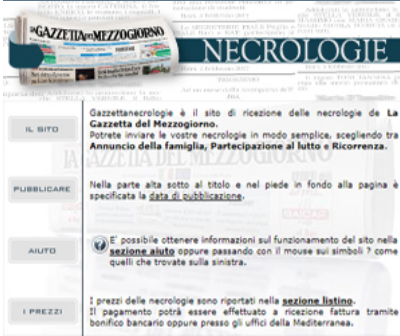 LA GAZZETTA DEL MEZZOGIORNO
NECROLOGIE
IL SITO
Gazzettanecrologie è il sito di ricezione delle necrologie de La
Gazzetta del Mezzogiorno.
Potrete inviare le vostre necrologie in modo semplice, scegliendo tra
Annuncio della famiglia, Partecipazione al lutto e Ricorrenza.
PUBBLICARE
Nella parte alta sotto al titolo e nel piede in fondo alla pagina è
specificata la data di pubblicazione.
AIUTO
?
E' possibile ottenere informazioni sul funzionamento del sito nella
sezione aiuto oppure passando con il mouse sui simboli ? come
quelli che trovate sulla sinistra.
I PREZZI
I prezzi delle necrologie sono riportati nella sezione listino.
Il pagamento potrà essere effettuato a ricezione fattura tramite
bonifico bancario oppure presso gli uffici della Mediterranea.